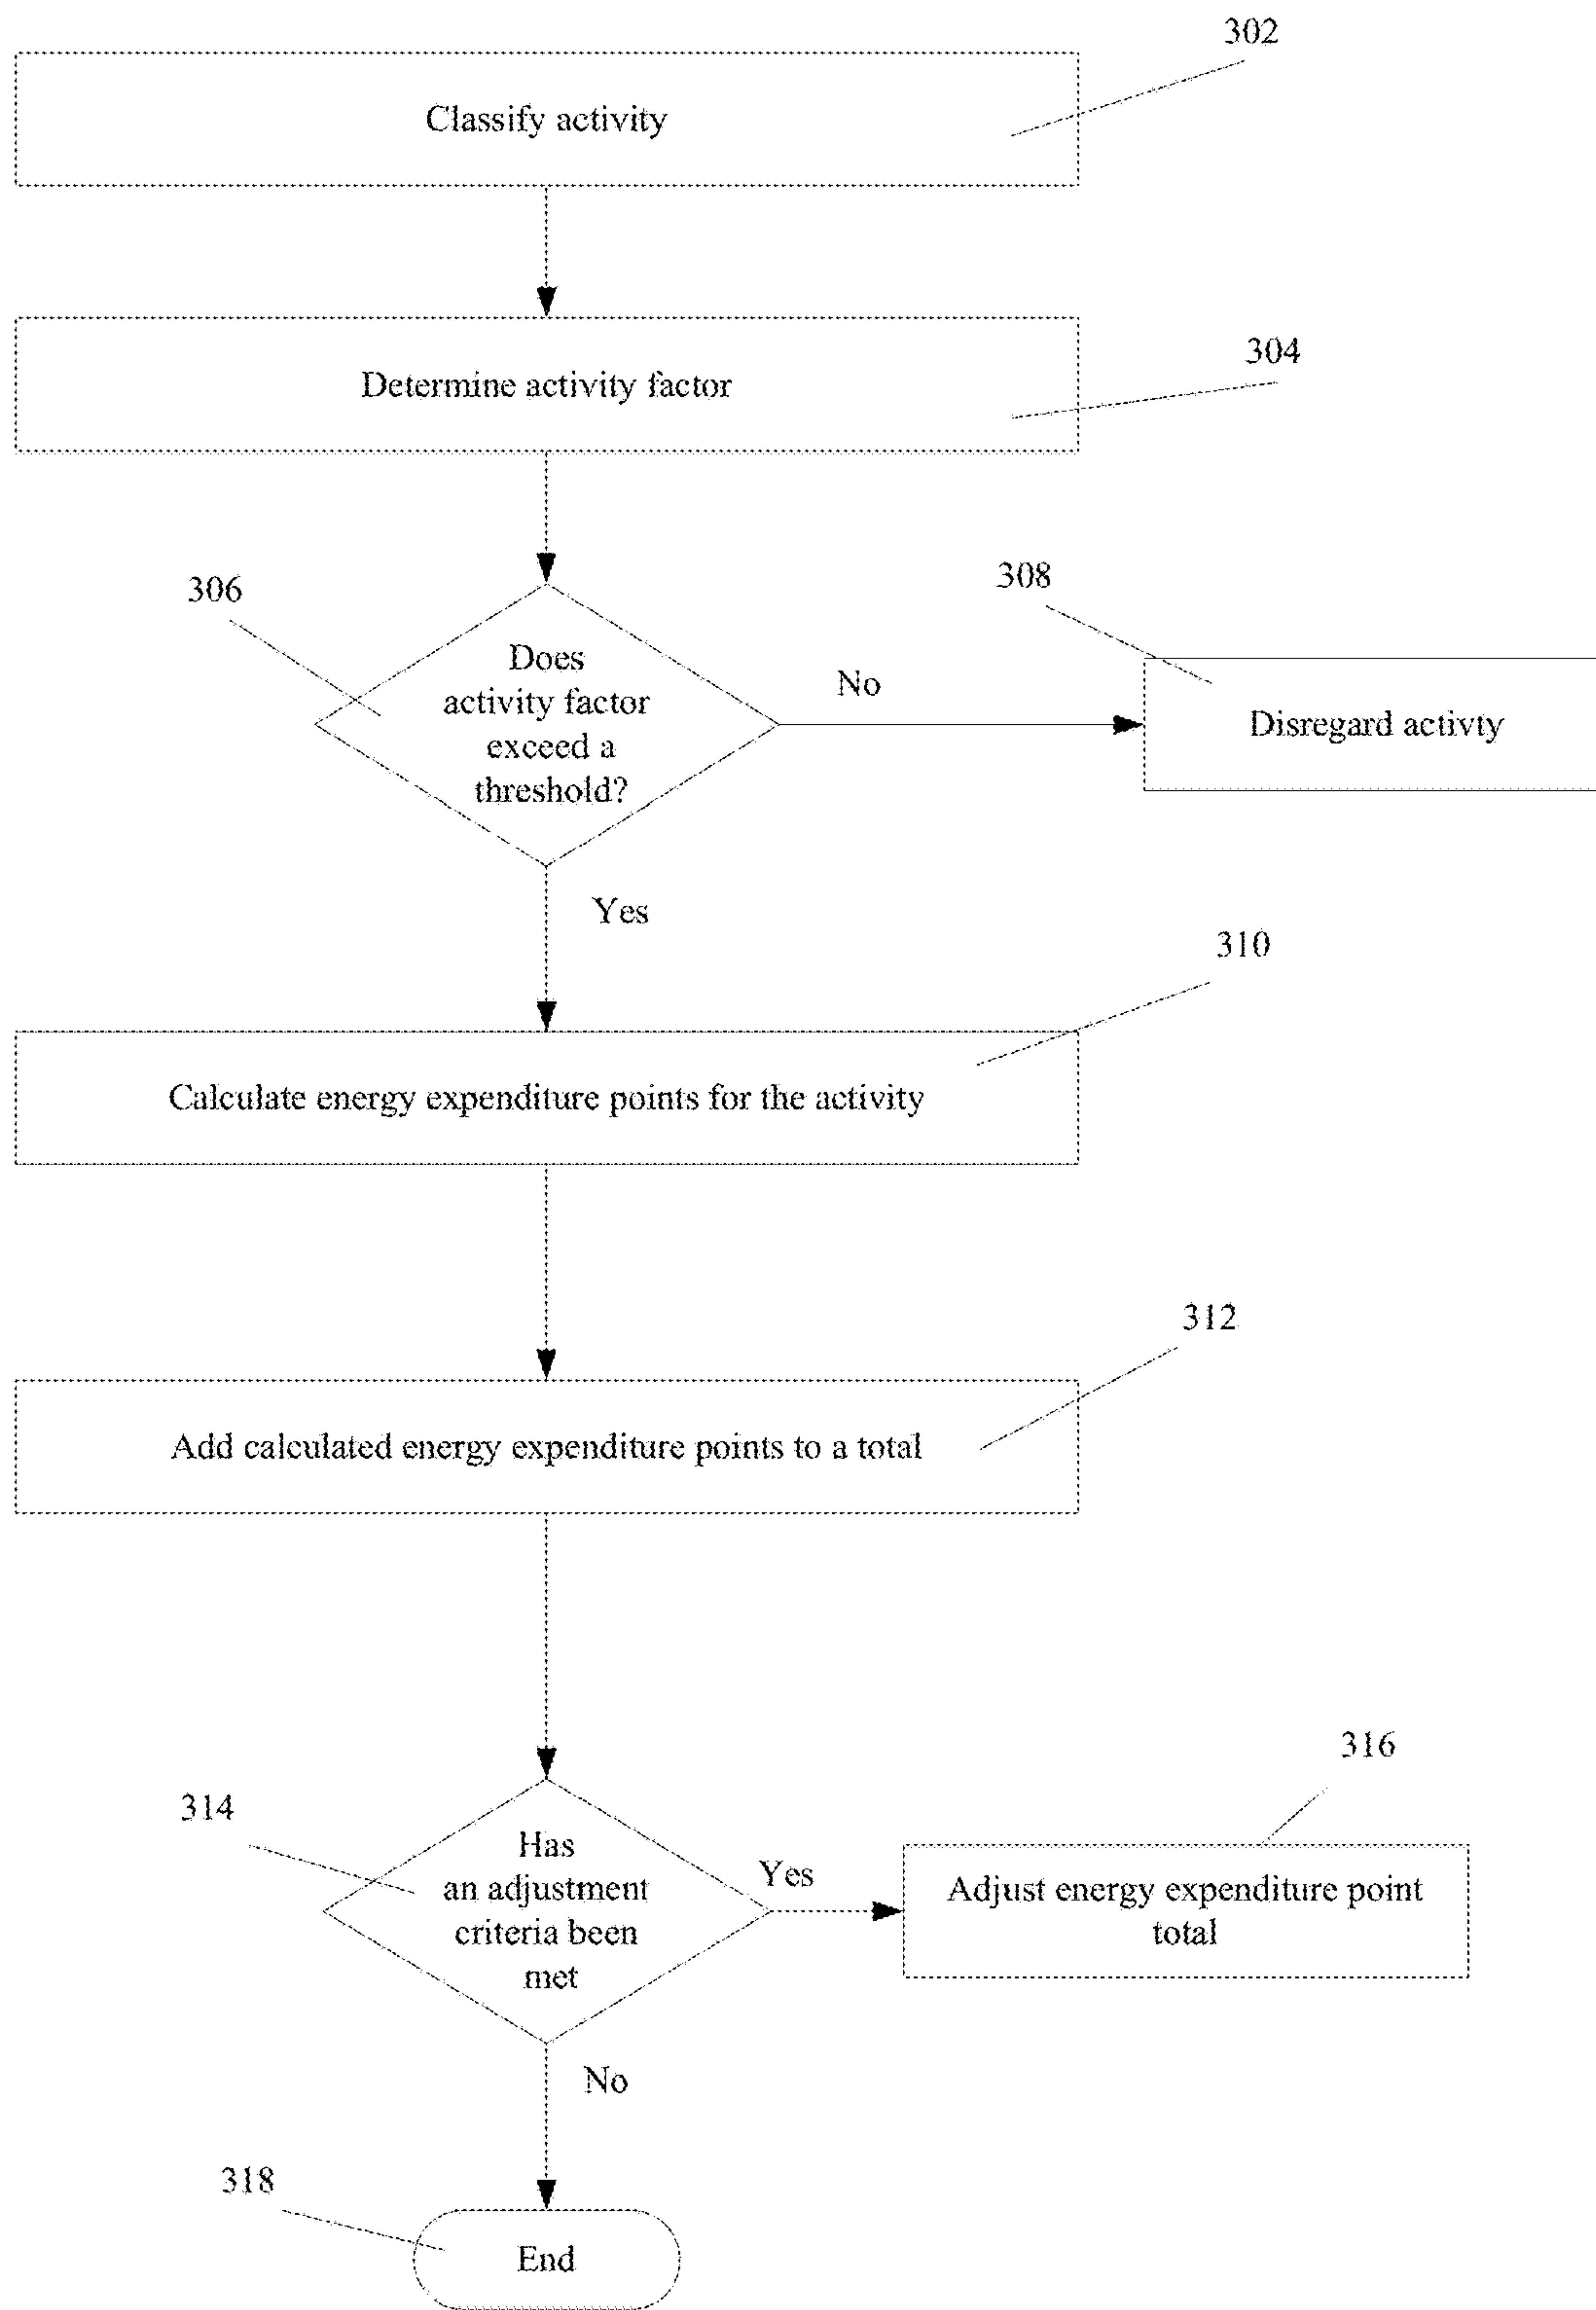 302
Classify activity
304
Determine activity factor
306
Does
activity factor
exceed a
threshold?
No
308
Disregard activty
Yes
310
Calculate energy expenditure points for the activity
312
Add calculated energy expenditure points to a total
314
Has
an adjustment
criteria been
met
Yes
316
Adjust energy expenditure point
total
No
318
End